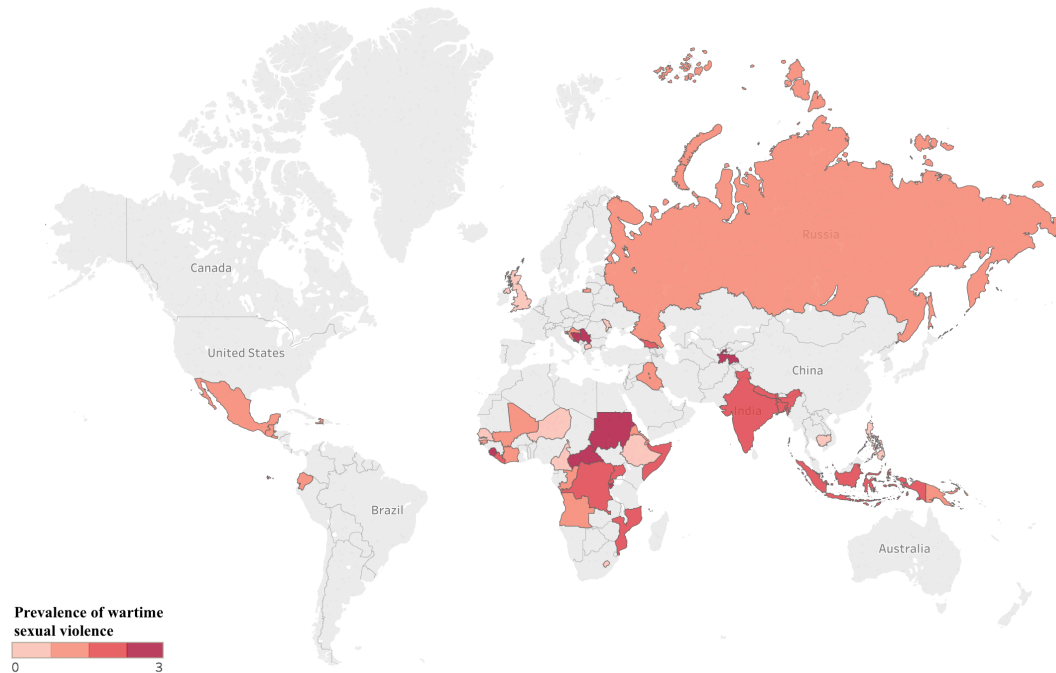 Russia
Canada
United States
China
India
Brazil
Australia
Prevalence of wartime
sexual violence
0 3